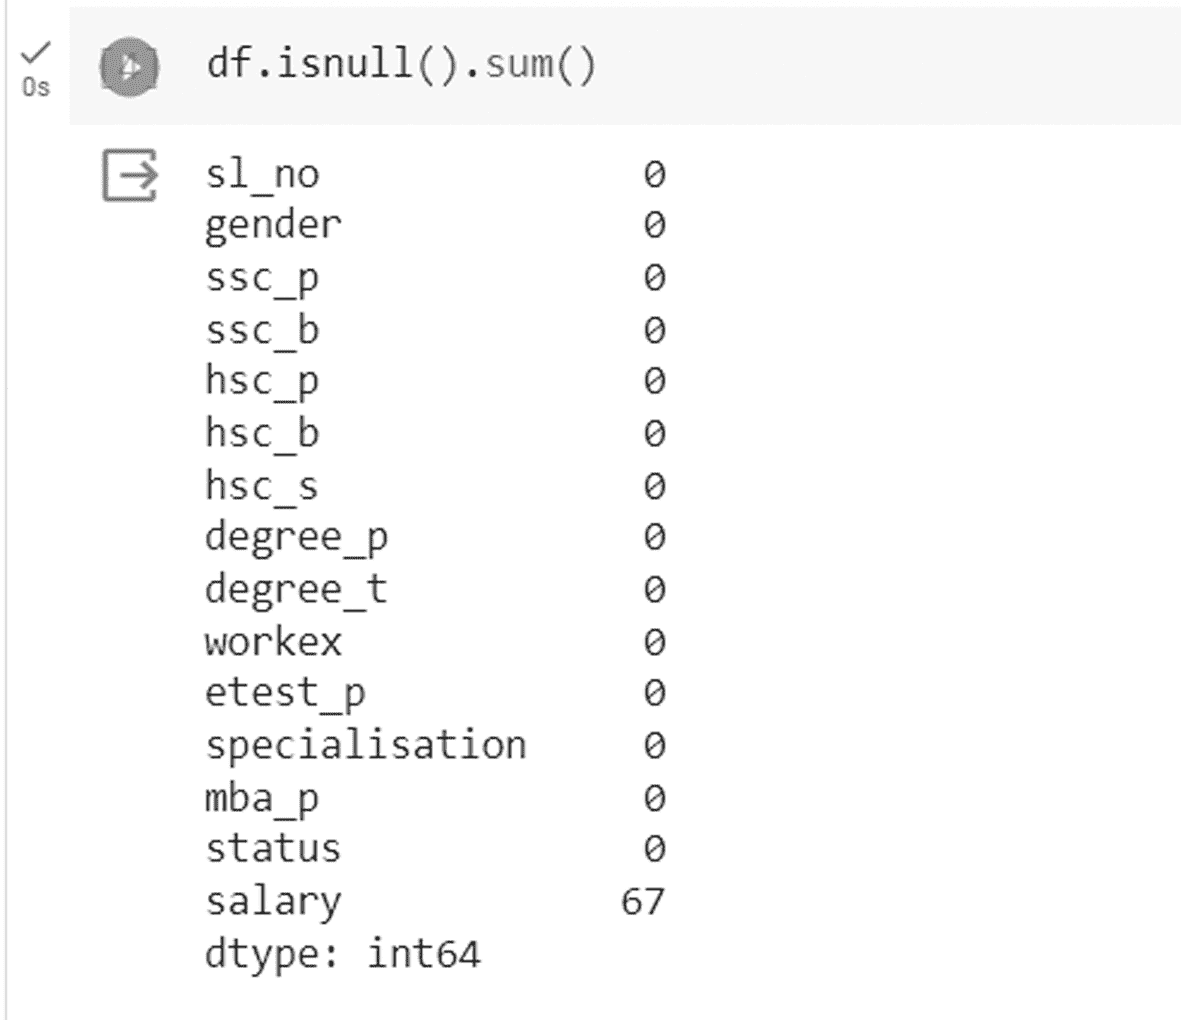 df.isnull().sum()
0s
sl_no 0
gender 0
ssc_p 0
ssc_b 0
hsc_p 0
hsc_b 0
hsc_s 0
degree_p 0
degree_t 0
workex 0
etest_p 0
specialisation 0
mba_p 0
status 0
salary 67
dtype: int64